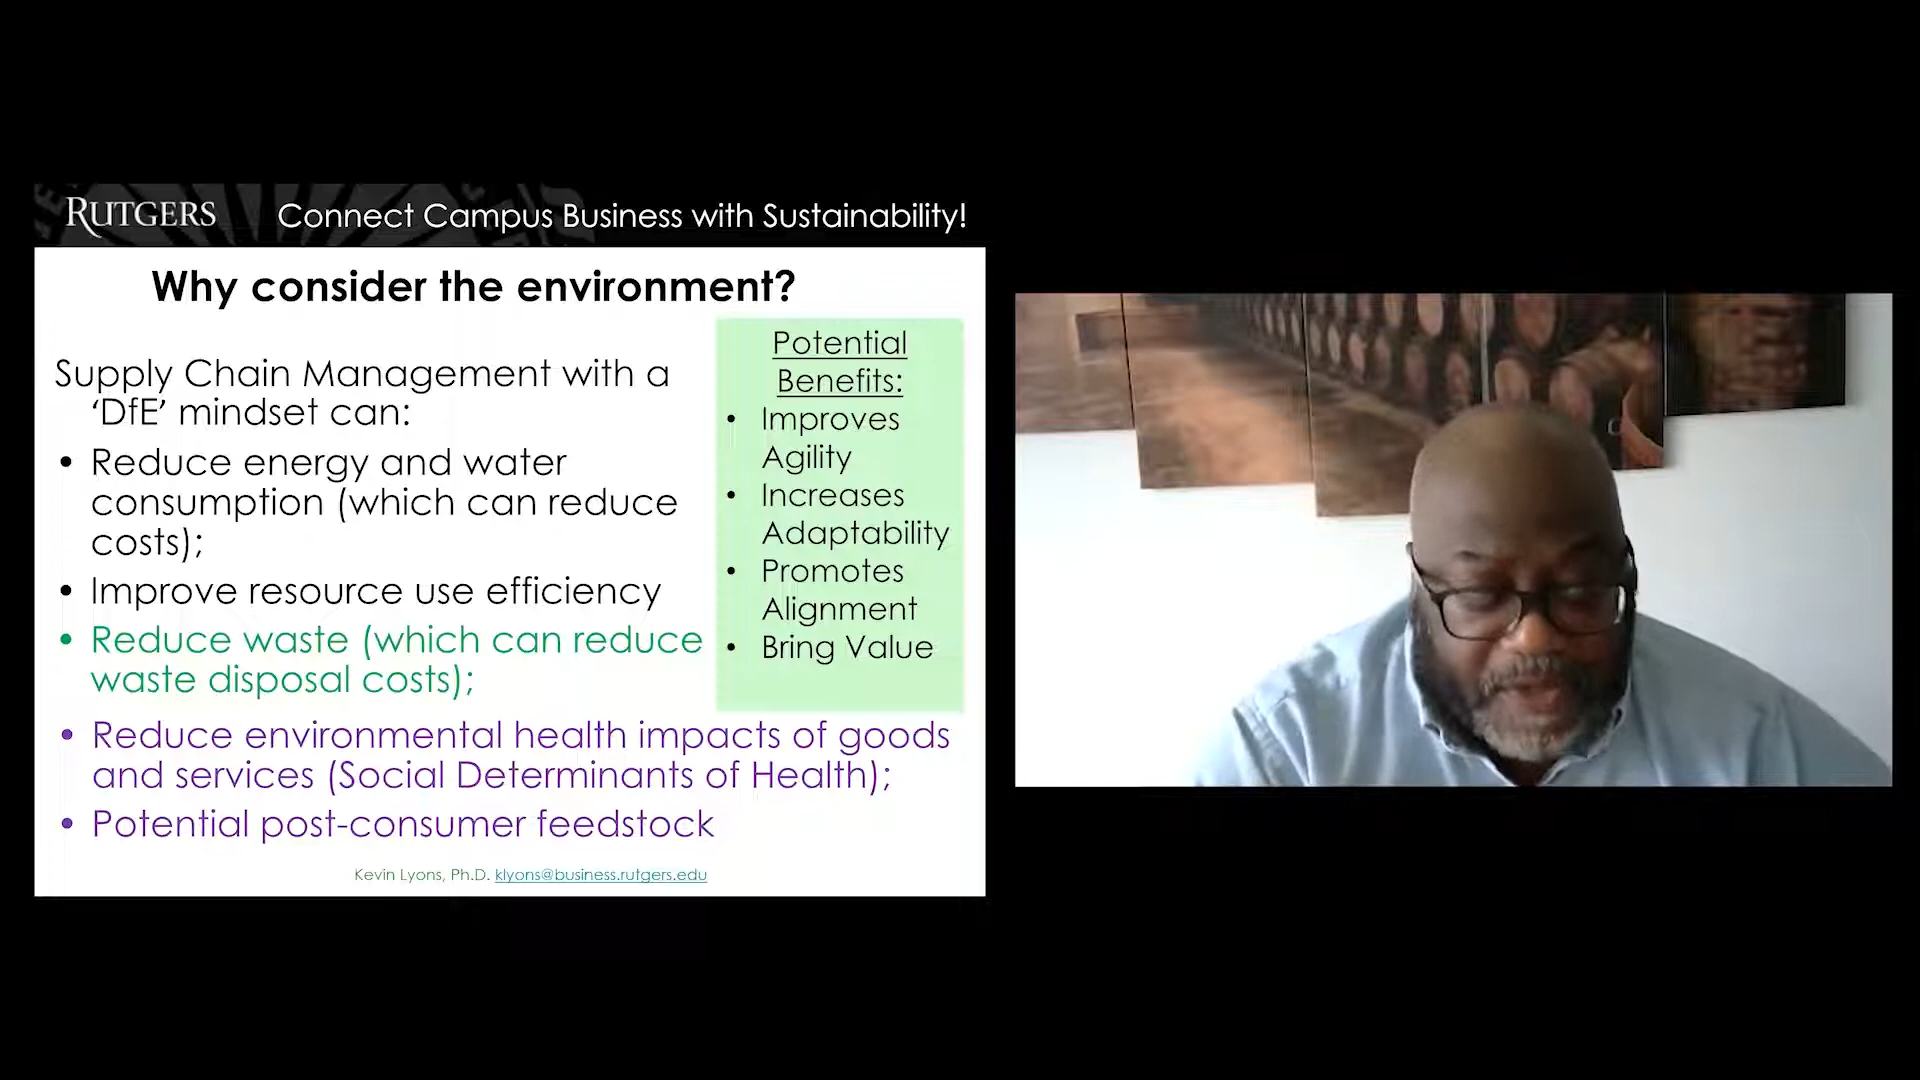 RUTGERS
Connect Campus Business with Sustainability!
Why consider the environment?
Supply Chain Management with a
‘DfE’ mindset can:
• Reduce energy and water
consumption (which can reduce
costs);
• Improve resource use efficiency
• Reduce waste (which can reduce
waste disposal costs);
• Reduce environmental health impacts of goods
and services (Social Determinants of Health);
• Potential post-consumer feedstock
Potential
Benefits:
• Improves
Agility
• Increases
Adaptability
• Promotes
Alignment
• Bring Value
Kevin Lyons, Ph.D. klyons@business.rutgers.edu